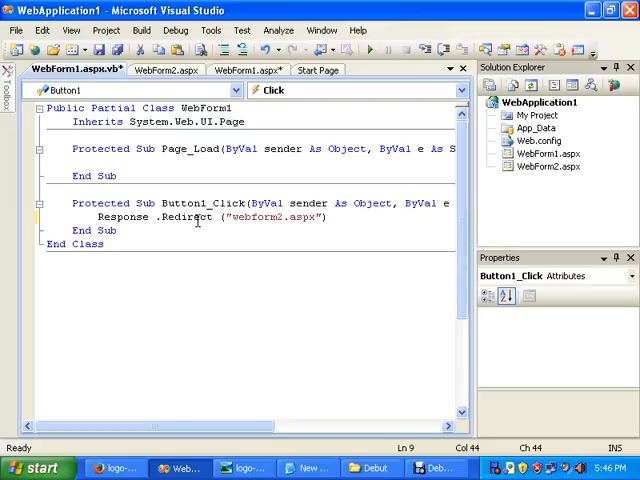 WebApplication1 - Microsoft Visual Studio
File Edit View Project Build Debug Data Tools Test Analyze Window Help
WebForm1.aspx.vb* WebForm2.aspx WebForm1.aspx* Start Page
Toolbox
Button1 Click
Public Partial Class WebForm1
Inherits System.Web.UI.Page
Protected Sub Page_Load(ByVal sender As Object, ByVal e As S
End Sub
Protected Sub Button1_Click(ByVal sender As Object, ByVal e
Response .Redirect ("webform2.aspx")
End Sub
End Class
Solution Explorer
WebApplication1
My Project
App_Data
Web.config
WebForm1.aspx
WebForm2.aspx
Properties
Button1_Click Attributes
Ready Ln 9 Col 44 Ch 44 INS
start logo-... Web... logo-... New ... Debut Deb... 5:46 PM